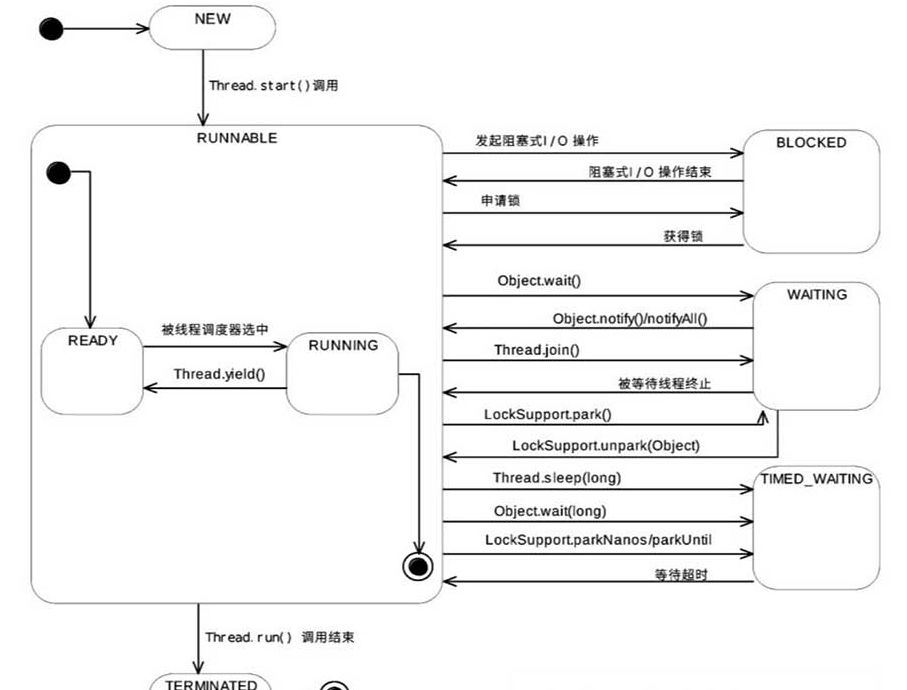 NEW
Thread.start()调用
RUNNABLE
发起阻塞式I/O 操作
BLOCKED
阻塞式I/O 操作结束
申请锁
获得锁
Object.wait()
WAITING
Object.notify()/notifyAll()
被线程调度器选中
READY
RUNNING
Thread.yield()
Thread.join()
被等待线程终止
LockSupport.park()
LockSupport.unpark(Object)
Thread.sleep(long)
TIMED_WAITING
Object.wait(long)
LockSupport.parkNanos/parkUntil
等待超时
Thread.run() 调用结束
TERMINATED